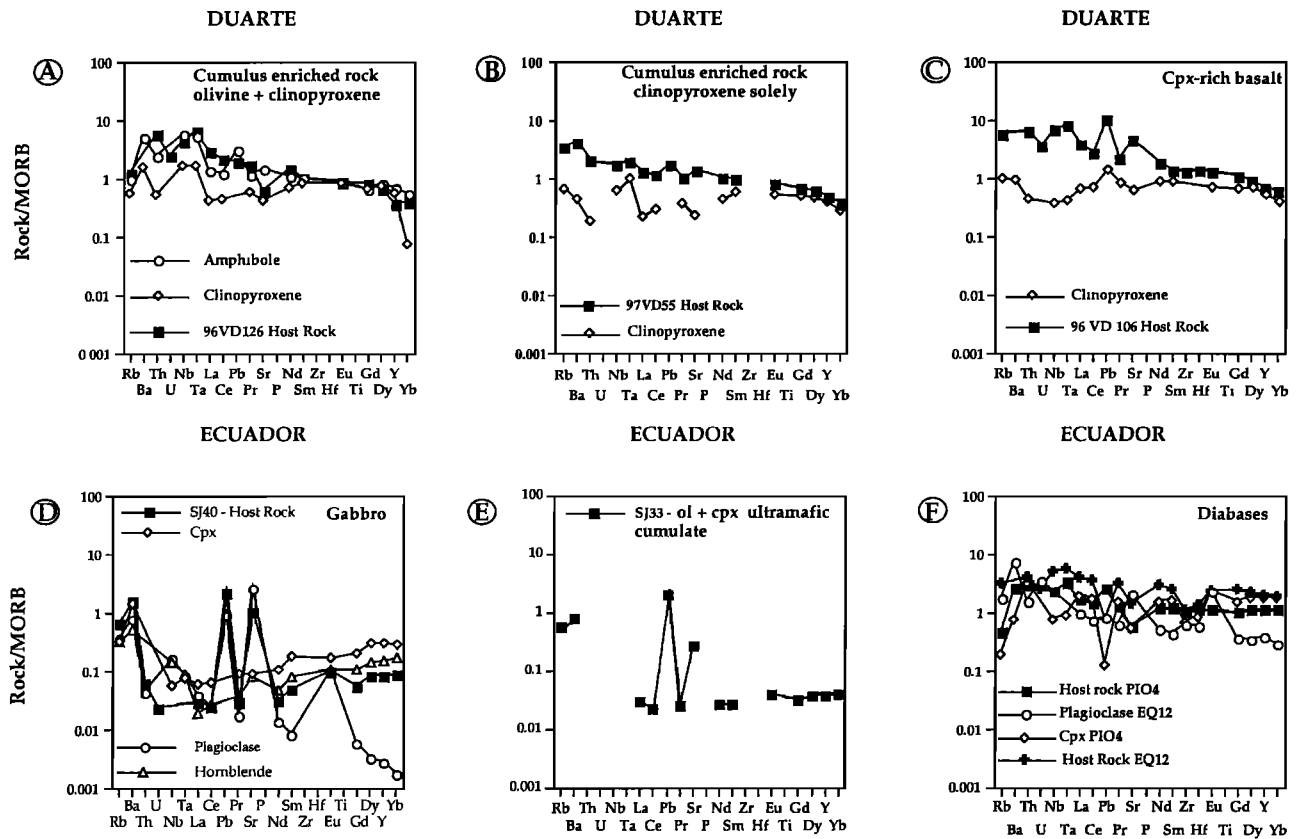 DUARTE
DUARTE
DUARTE
A
Cumulus enriched rock
olivine + clinopyroxene
B
Cumulus enriched rock
clinopyroxene solely
C
Cpx-rich basalt
Rock/MORB
100
10
1
0.1
0.01
0.001
100
10
1
0.1
0.01
0.001
100
10
1
0.1
0.01
0.001
Amphibole
Clinopyroxene
96VD126 Host Rock
97VD55 Host Rock
Clinopyroxene
Clinopyroxene
96 VD 106 Host Rock
Rb Th Nb La Pb Sr Nd Zr Eu Gd Y
Ba U Ta Ce Pr P Sm Hf Ti Dy Yb
Rb Th Nb La Pb Sr Nd Zr Eu Gd Y
Ba U Ta Ce Pr P Sm Hf Ti Dy Yb
Rb Th Nb La Pb Sr Nd Zr Eu Gd Y
Ba U Ta Ce Pr P Sm Hf Ti Dy Yb
ECUADOR
ECUADOR
ECUADOR
D
SJ40 - Host Rock
Gabbro
Cpx
E
SJ33 - ol + cpx ultramafic
cumulate
F
Diabases
Rock/MORB
100
10
1
0.1
0.01
0.001
100
10
1
0.1
0.01
0.001
100
10
1
0.1
0.01
0.001
Plagioclase
Hornblende
Host rock PIO4
Plagioclase EQ12
Cpx PIO4
Host Rock EQ12
Ba U Ta Ce Pr P Sm Hf Ti Dy Yb
Rb Th Nb La Pb Sr Nd Zr Eu Gd Y
Rb Th Nb La Pb Sr Nd Zr Eu Gd Y
Ba U Ta Ce Pr P Sm Hf Ti Dy Yb
Rb Th Nb La Pb Sr Nd Zr Eu Gd Y
Ba U Ta Ce Pr P Sm Hf Ti Dy Yb